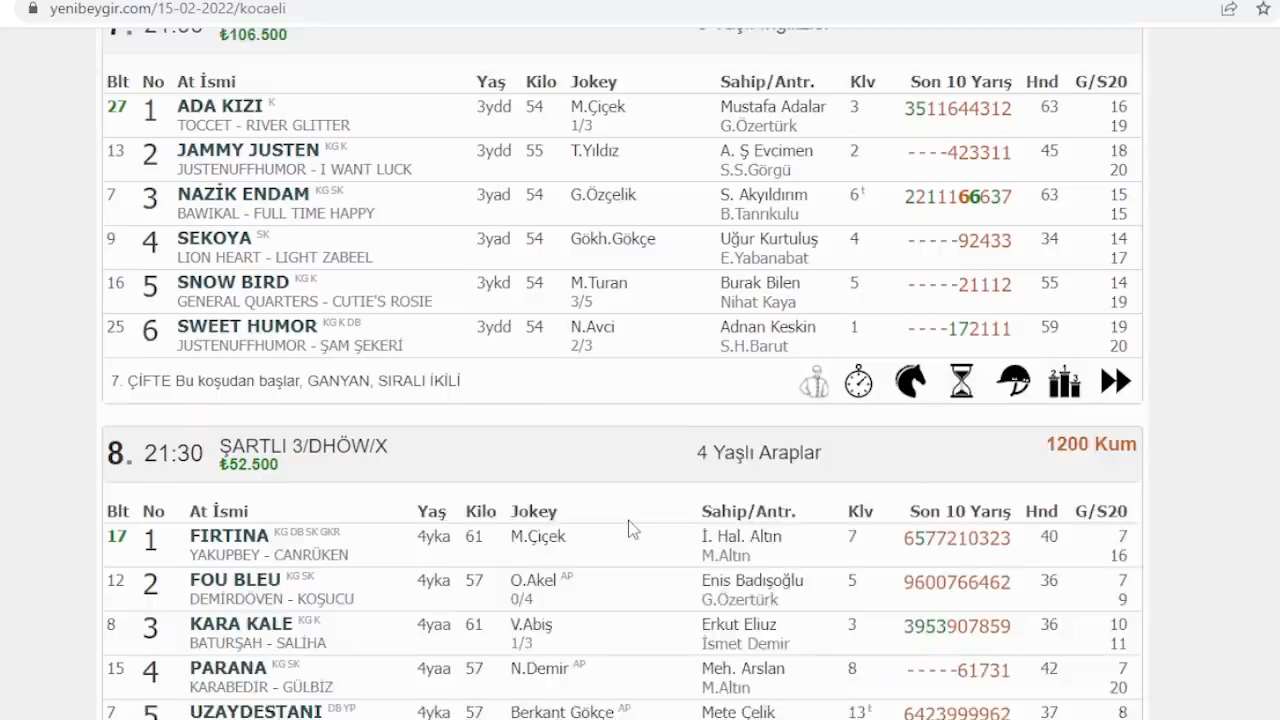 yenibeygir.com/15-02-2022/kocaeli
7. 21:00 ₺106.500
Blt No At İsmi Yaş Kilo Jokey Sahip/Antr. Klv Son 10 Yarış Hnd G/S20
27 1 ADA KIZI K 3ydd 54 M.Çiçek Mustafa Adalar 3 3511644312 63 16
TOCCET - RIVER GLITTER 1/3 G.Özertürk 19
13 2 JAMMY JUSTEN KG K 3ydd 55 T.Yıldız A. Ş Evcimen 2 ----423311 45 18
JUSTENUFFHUMOR - I WANT LUCK S.S.Görgü 20
7 3 NAZİK ENDAM KG SK 3yad 54 G.Özçelik S. Akyıldırım 6t 2211166637 63 15
BAWIKAL - FULL TIME HAPPY B.Tanrıkulu 15
9 4 SEKOYA SK 3yad 54 Gökh.Gökçe Uğur Kurtuluş 4 -----92433 34 14
LION HEART - LIGHT ZABEEL E.Yabanabat 17
16 5 SNOW BIRD KG K 3ykd 54 M.Turan Burak Bilen 5 -----21112 55 14
GENERAL QUARTERS - CUTIE'S ROSIE 3/5 Nihat Kaya 19
25 6 SWEET HUMOR KG K DB 3ydd 54 N.Avci Adnan Keskin 1 ----172111 59 19
JUSTENUFFHUMOR - ŞAM ŞEKERİ 2/3 S.H.Barut 20
7. ÇİFTE Bu koşudan başlar, GANYAN, SIRALI İKİLİ
8. 21:30 ŞARTLI 3/DHÖW/X 4 Yaşlı Araplar 1200 Kum
₺52.500
Blt No At İsmi Yaş Kilo Jokey Sahip/Antr. Klv Son 10 Yarış Hnd G/S20
17 1 FIRTINA KG DB SK GKR 4yka 61 M.Çiçek İ. Hal. Altın 7 6577210323 40 7
YAKUPBEY - CANRÜKEN M.Altın 16
12 2 FOU BLEU KG SK 4yka 57 O.Akel AP Enis Badışoğlu 5 9600766462 36 7
DEMİRDÖVEN - KOŞUCU 0/4 G.Özertürk 9
8 3 KARA KALE KG K 4yaa 61 V.Abiş Erkut Eliuz 3 3953907859 36 10
BATURŞAH - SALİHA 1/3 İsmet Demir 11
15 4 PARANA KG SK 4yaa 57 N.Demir AP Meh. Arslan 8 -----61731 42 7
KARABEDİR - GÜLBİZ M.Altın 20
7 5 UZAYDESTANI DB YP 4yka 57 Berkant Gökçe AP Mete Çelik 13t 6423999962 37 8